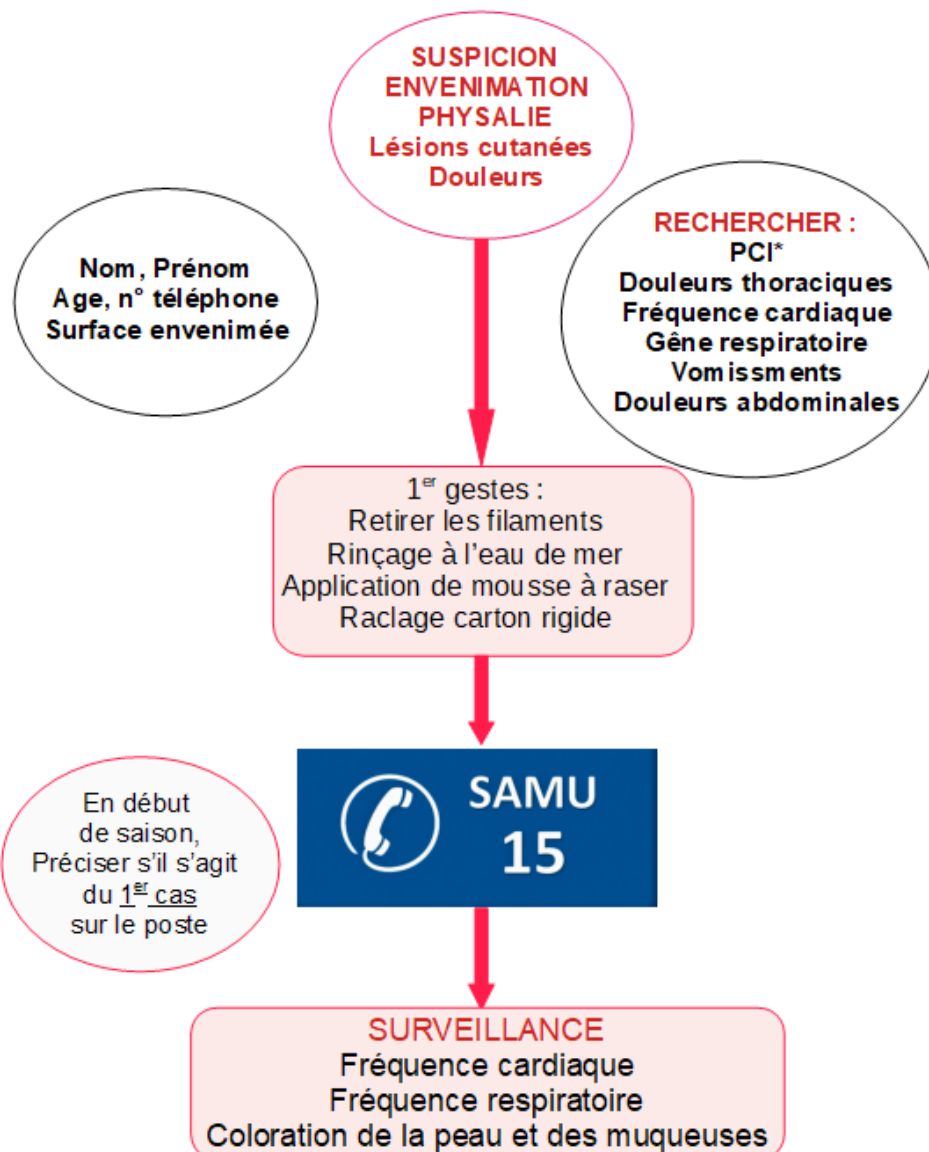 SUSPICION
ENVENIMATION
PHYSALIE
Lésions cutanées
Douleurs
Nom, Prénom
Age, n° téléphone
Surface envenimée
RECHERCHER :
PCI*
Douleurs thoraciques
Fréquence cardiaque
Gêne respiratoire
Vomissments
Douleurs abdominales
1er gestes :
Retirer les filaments
Rinçage à l'eau de mer
Application de mousse à raser
Raclage carton rigide
SAMU
15
En début
de saison,
Préciser s'il s'agit
du 1er cas
sur le poste
SURVEILLANCE
Fréquence cardiaque
Fréquence respiratoire
Coloration de la peau et des muqueuses